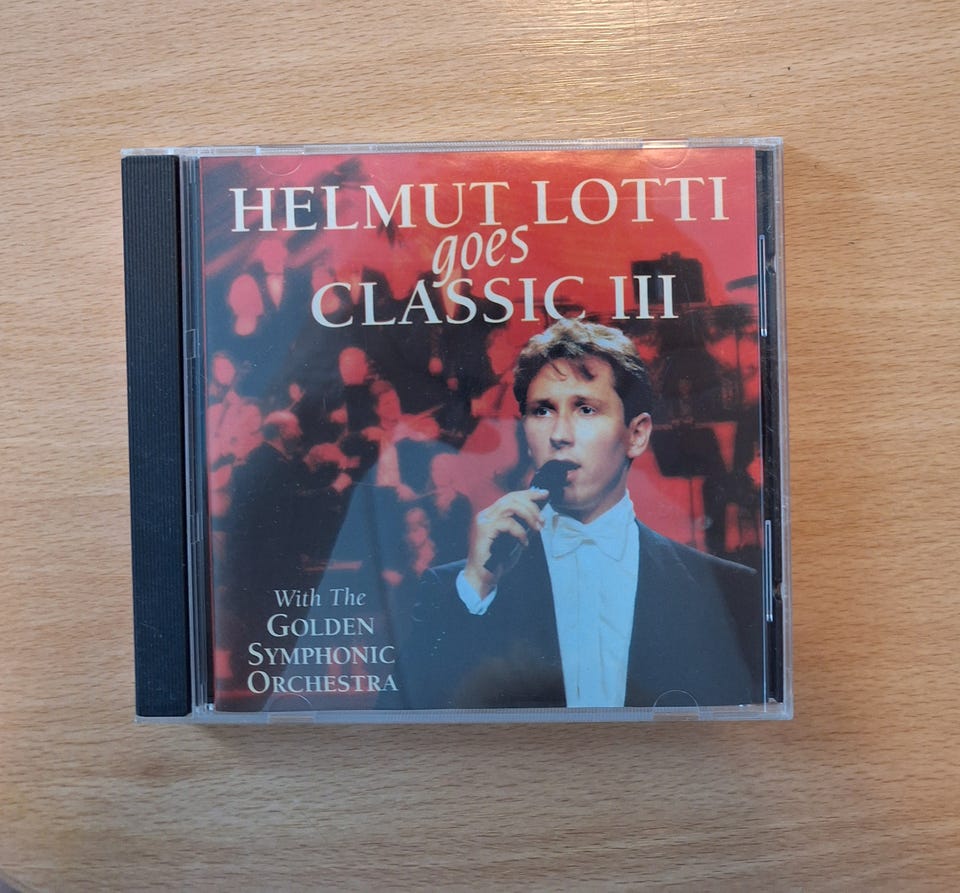 HELMUT LOTTI
goes
CLASSIC III
With The
GOLDEN
SYMPHONIC
ORCHESTRA